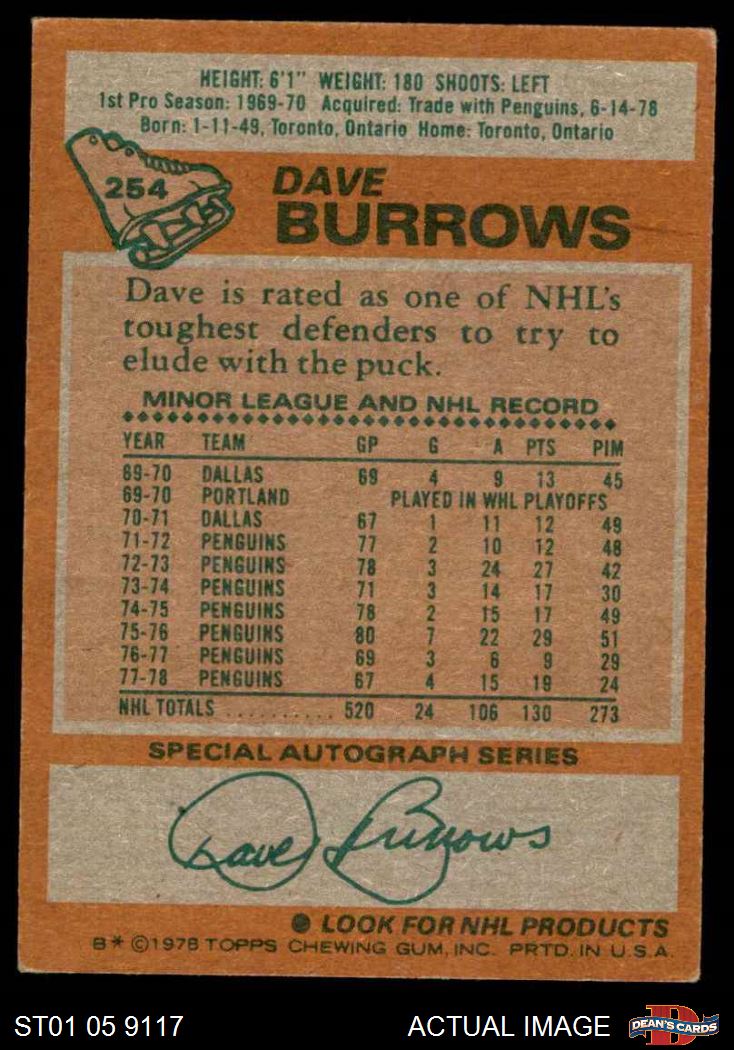 HEIGHT: 6'1" WEIGHT: 180 SHOOTS: LEFT
1st Pro Season: 1969-70 Acquired: Trade with Penguins, 6-14-78
Born: 1-11-49, Toronto, Ontario Home: Toronto, Ontario
254
DAVE
BURROWS
Dave is rated as one of NHL's
toughest defenders to try to
elude with the puck.
MINOR LEAGUE AND NHL RECORD
YEAR TEAM GP G A PTS PIM
69-70 DALLAS 69 4 9 13 45
69-70 PORTLAND PLAYED IN WHL PLAYOFFS
70-71 DALLAS 67 1 11 12 49
71-72 PENGUINS 77 2 10 12 48
72-73 PENGUINS 78 3 24 27 42
73-74 PENGUINS 71 3 14 17 30
74-75 PENGUINS 78 2 15 17 49
75-76 PENGUINS 80 7 22 29 51
76-77 PENGUINS 69 3 6 9 29
77-78 PENGUINS 67 4 15 19 24
NHL TOTALS .......... 520 24 106 130 273
SPECIAL AUTOGRAPH SERIES
Dave Burrows
● LOOK FOR NHL PRODUCTS
B* ©1978 TOPPS CHEWING GUM, INC. PRTD. IN U.S.A.
ST01 05 9117 ACTUAL IMAGE DEAN'S CARDS